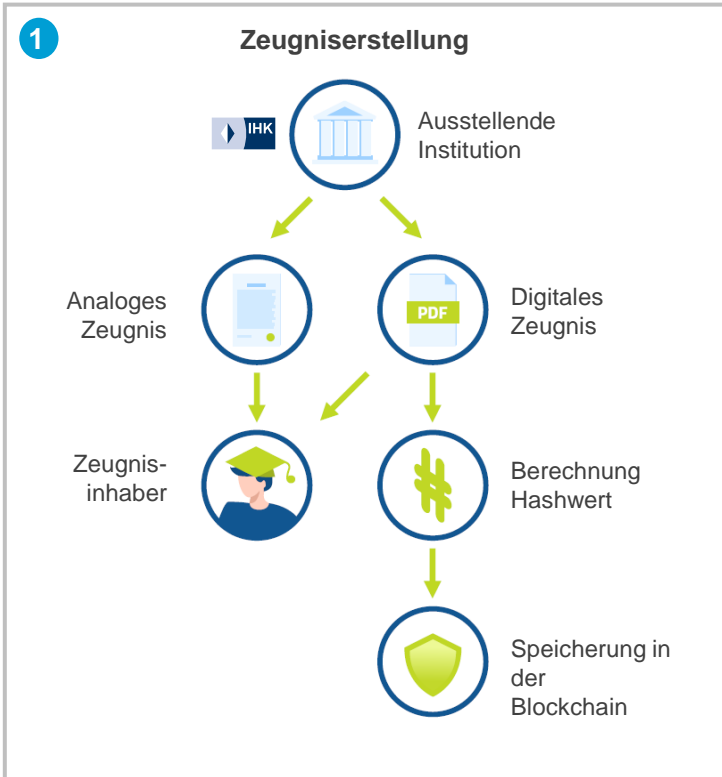 1
Zeugniserstellung
IHK
Ausstellende
Institution
Analoges
Zeugnis
PDF
Digitales
Zeugnis
Zeugnis-
inhaber
Berechnung
Hashwert
Speicherung in
der
Blockchain